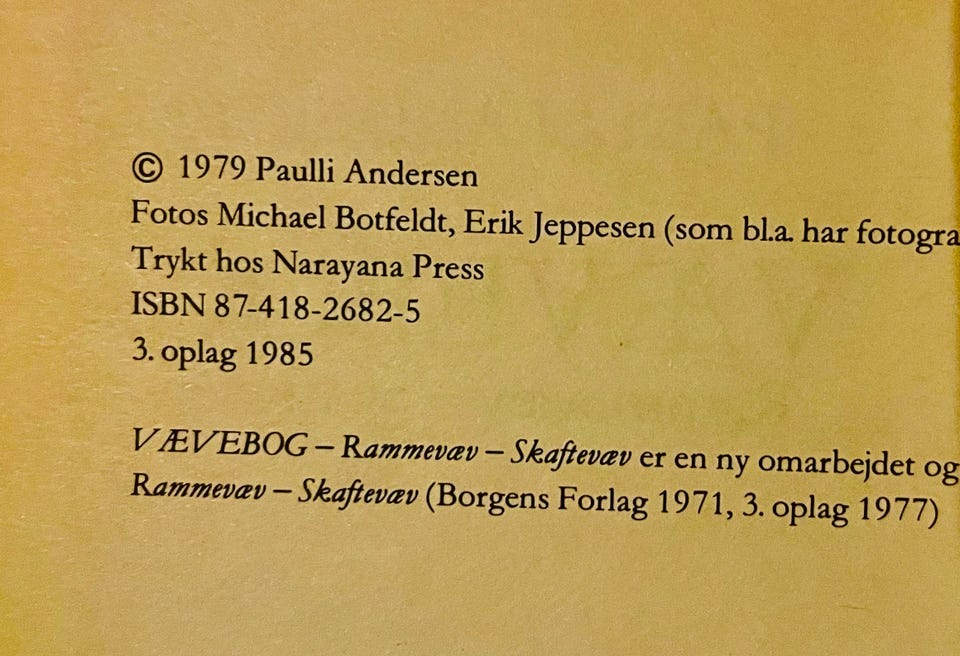 © 1979 Paulli Andersen
Fotos Michael Botfeldt, Erik Jeppesen (som bl.a. har fotogra
Trykt hos Narayana Press
ISBN 87-418-2682-5
3. oplag 1985
VÆVEBOG – Rammevæv – Skaftevæv er en ny omarbejdet og
Rammevæv – Skaftevæv (Borgens Forlag 1971, 3. oplag 1977)